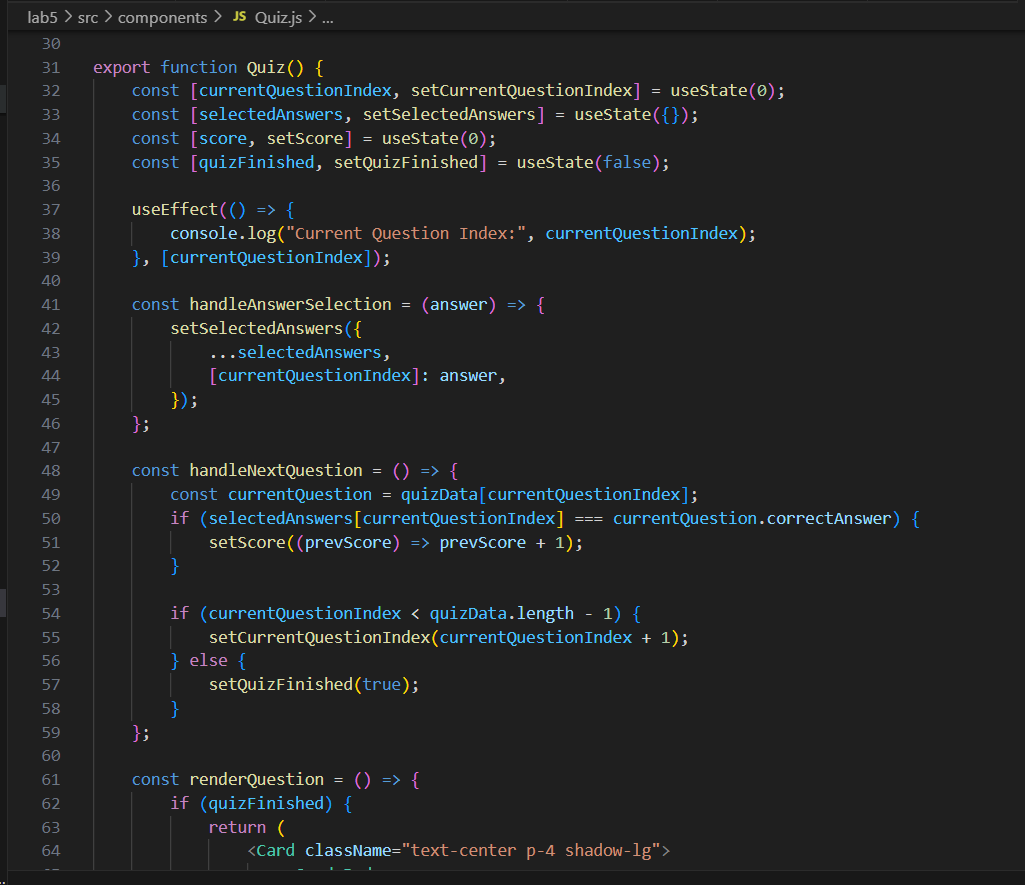 lab5 > src > components > JS Quiz.js > ...
30
31 export function Quiz() {
32 const [currentQuestionIndex, setCurrentQuestionIndex] = useState(0);
33 const [selectedAnswers, setSelectedAnswers] = useState({});
34 const [score, setScore] = useState(0);
35 const [quizFinished, setQuizFinished] = useState(false);
36
37 useEffect(() => {
38 console.log("Current Question Index:", currentQuestionIndex);
39 }, [currentQuestionIndex]);
40
41 const handleAnswerSelection = (answer) => {
42 setSelectedAnswers({
43 ...selectedAnswers,
44 [currentQuestionIndex]: answer,
45 });
46 };
47
48 const handleNextQuestion = () => {
49 const currentQuestion = quizData[currentQuestionIndex];
50 if (selectedAnswers[currentQuestionIndex] === currentQuestion.correctAnswer) {
51 setScore((prevScore) => prevScore + 1);
52 }
53
54 if (currentQuestionIndex < quizData.length - 1) {
55 setCurrentQuestionIndex(currentQuestionIndex + 1);
56 } else {
57 setQuizFinished(true);
58 }
59 };
60
61 const renderQuestion = () => {
62 if (quizFinished) {
63 return (
64 <Card className="text-center p-4 shadow-lg">